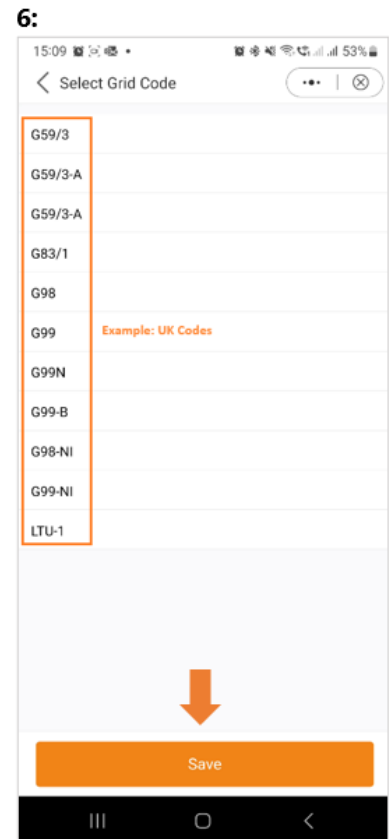 6:
15:09 53%
Select Grid Code
G59/3
G59/3-A
G59/3-A
G83/1
G98
G99 Example: UK Codes
G99N
G99-B
G98-NI
G99-NI
LTU-1
Save